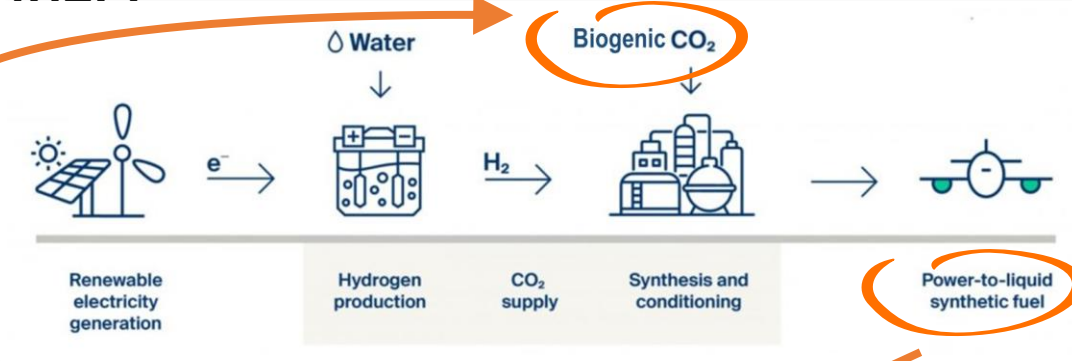 Water
Biogenic CO₂
+ −
e⁻
H₂
Renewable
electricity
generation
Hydrogen
production
CO₂
supply
Synthesis and
conditioning
Power-to-liquid
synthetic fuel